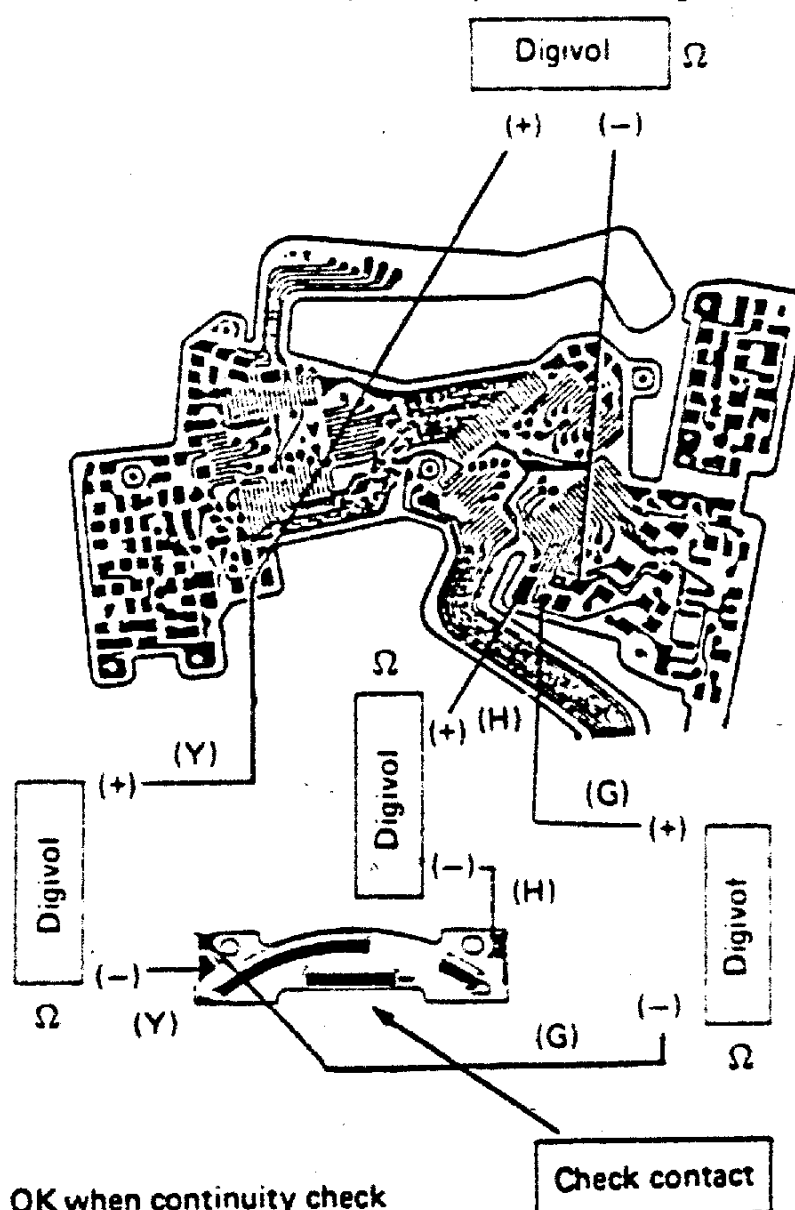 Digivol Ω
(+) (−)
Ω
(+) (H)
(Y)
(+)
Digivol
(G)
(+)
Digivol
(−)
(H)
Digivol
(−)
Ω
(Y)
(G)
(−)
Ω
Check contact
OK when continuity check